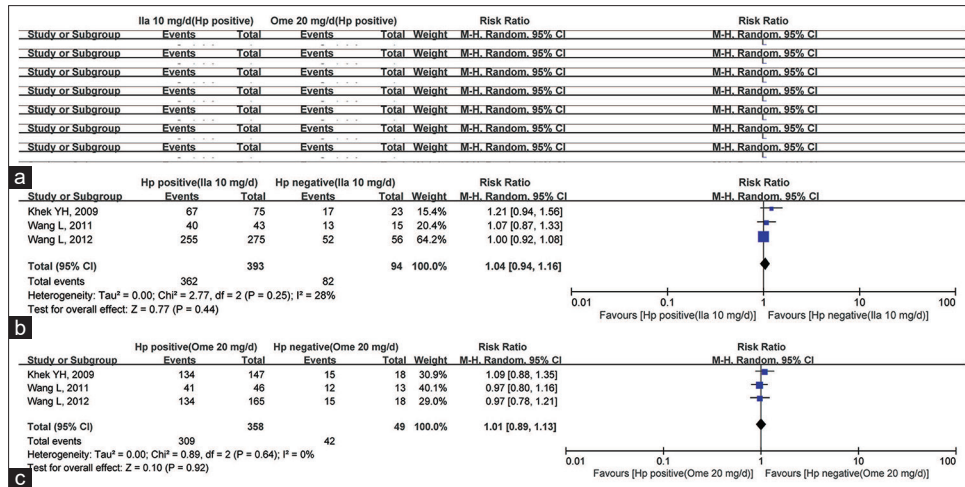 Ila 10 mg/d(Hp positive) Ome 20 mg/d(Hp positive) Risk Ratio Risk Ratio
Study or Subgroup Events Total Events Total Weight M-H. Random. 95% CI M-H. Random. 95% CI
Study or Subgroup Events Total Events Total Weight M-H. Random. 95% CI M-H. Random. 95% CI
Study or Subgroup Events Total Events Total Weight M-H. Random. 95% CI M-H. Random. 95% CI
Study or Subgroup Events Total Events Total Weight M-H. Random. 95% CI M-H. Random. 95% CI
Study or Subgroup Events Total Events Total Weight M-H. Random. 95% CI M-H. Random. 95% CI
Study or Subgroup Events Total Events Total Weight M-H. Random. 95% CI M-H. Random. 95% CI
Study or Subgroup Events Total Events Total Weight M-H. Random. 95% CI M-H. Random. 95% CI
a
Hp positive(Ila 10 mg/d) Hp negative(Ila 10 mg/d) Risk Ratio Risk Ratio
Study or Subgroup Events Total Events Total Weight M-H. Random. 95% CI M-H. Random. 95% CI
Khek YH, 2009 67 75 17 23 15.4% 1.21 [0.94, 1.56]
Wang L, 2011 40 43 13 15 20.4% 1.07 [0.87, 1.33]
Wang L, 2012 255 275 52 56 64.2% 1.00 [0.92, 1.08]
Total (95% CI) 393 94 100.0% 1.04 [0.94, 1.16]
Total events 362 82
Heterogeneity: Tau² = 0.00; Chi² = 2.77, df = 2 (P = 0.25); I² = 28%
Test for overall effect: Z = 0.77 (P = 0.44)
0.01 0.1 1 10 100
Favours [Hp positive(Ila 10 mg/d)] Favours [Hp negative(Ila 10 mg/d)]
b
Hp positive(Ome 20 mg/d) Hp negative(Ome 20 mg/d) Risk Ratio Risk Ratio
Study or Subgroup Events Total Events Total Weight M-H. Random. 95% CI M-H. Random. 95% CI
Khek YH, 2009 134 147 15 18 30.9% 1.09 [0.88, 1.35]
Wang L, 2011 41 46 12 13 40.1% 0.97 [0.80, 1.16]
Wang L, 2012 134 165 15 18 29.0% 0.97 [0.78, 1.21]
Total (95% CI) 358 49 100.0% 1.01 [0.89, 1.13]
Total events 309 42
Heterogeneity: Tau² = 0.00; Chi² = 0.89, df = 2 (P = 0.64); I² = 0%
Test for overall effect: Z = 0.10 (P = 0.92)
0.01 0.1 1 10 100
Favours [Hp positive(Ome 20 mg/d)] Favours [Hp negative(Ome 20 mg/d)]
c